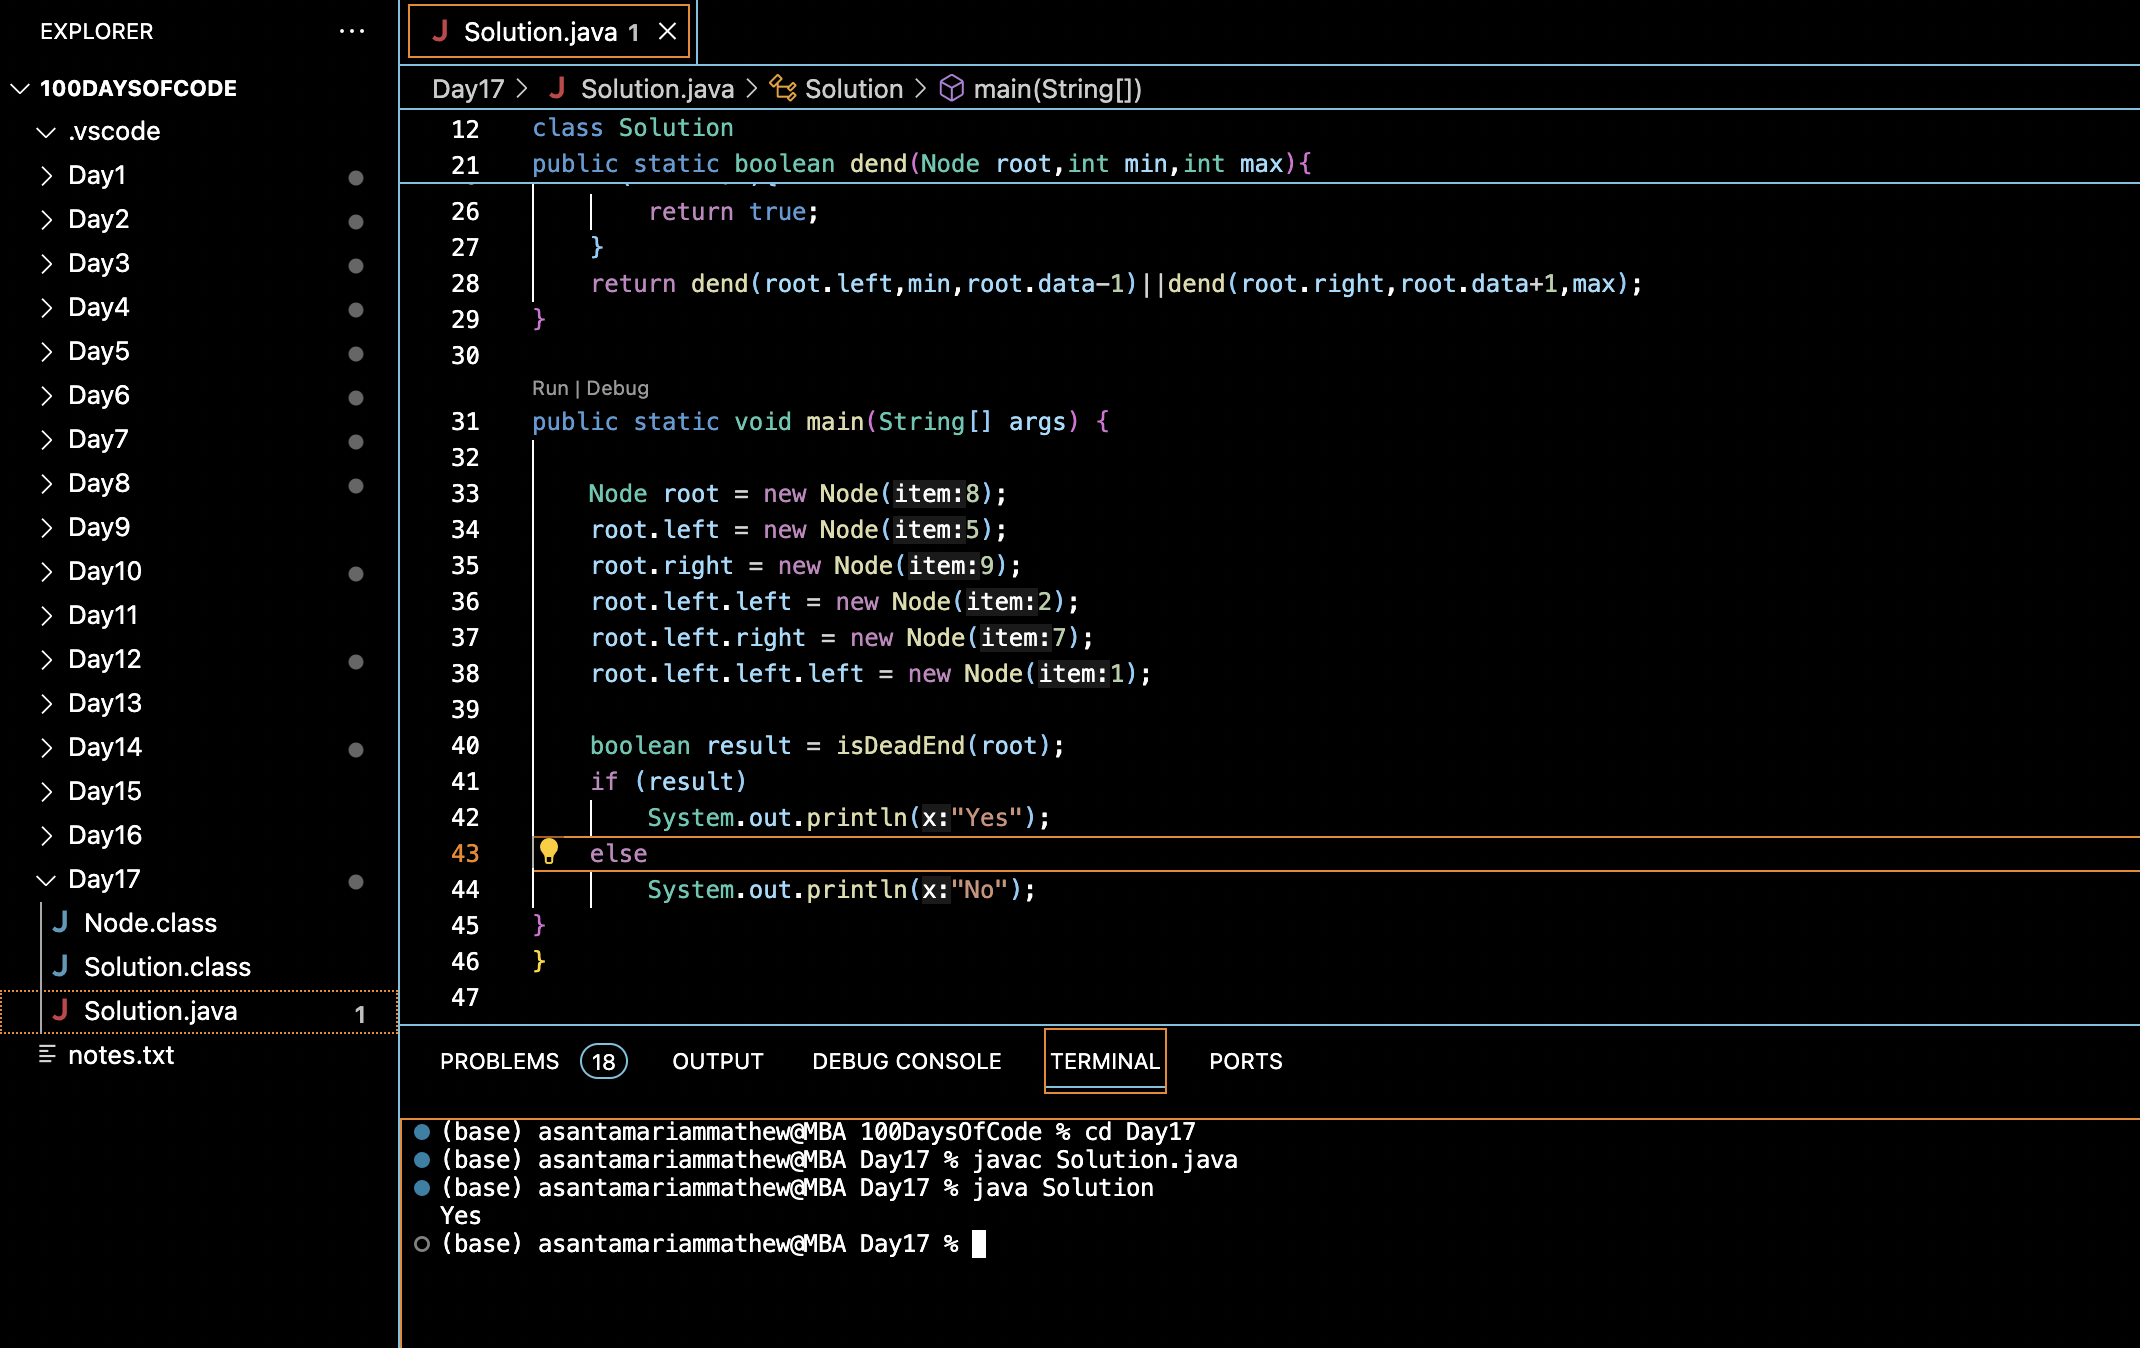 EXPLORER
100DAYSOFCODE
.vscode
Day1
Day2
Day3
Day4
Day5
Day6
Day7
Day8
Day9
Day10
Day11
Day12
Day13
Day14
Day15
Day16
Day17
Node.class
Solution.class
Solution.java 1
notes.txt
Solution.java 1
Day17 > Solution.java > Solution > main(String[])
12 class Solution
21 public static boolean dend(Node root,int min,int max){
26 return true;
27 }
28 return dend(root.left,min,root.data-1)||dend(root.right,root.data+1,max);
29 }
30
Run | Debug
31 public static void main(String[] args) {
32
33 Node root = new Node(item:8);
34 root.left = new Node(item:5);
35 root.right = new Node(item:9);
36 root.left.left = new Node(item:2);
37 root.left.right = new Node(item:7);
38 root.left.left.left = new Node(item:1);
39
40 boolean result = isDeadEnd(root);
41 if (result)
42 System.out.println(x:"Yes");
43 else
44 System.out.println(x:"No");
45 }
46 }
47
PROBLEMS 18 OUTPUT DEBUG CONSOLE TERMINAL PORTS
(base) asantamariammathew@MBA 100DaysOfCode % cd Day17
(base) asantamariammathew@MBA Day17 % javac Solution.java
(base) asantamariammathew@MBA Day17 % java Solution
Yes
(base) asantamariammathew@MBA Day17 %